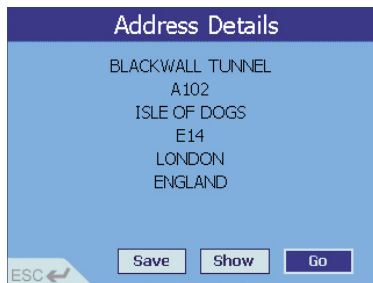 Address Details
BLACKWALL TUNNEL
A102
ISLE OF DOGS
E14
LONDON
ENGLAND
Save Show Go
ESC